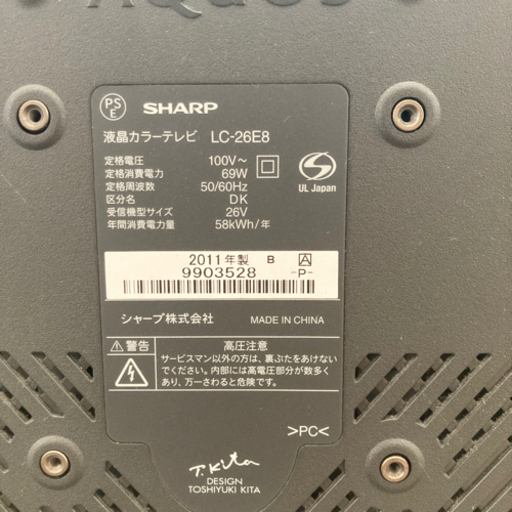 AQUOS
PS
E
SHARP
液晶カラーテレビ LC-26E8
定格電圧 100V~
定格消費電力 69W
定格周波数 50/60Hz
区分名 DK
受信機型サイズ 26V
年間消費電力量 58kWh/年
S
UL Japan
2011年製 B A
9903528 -P-
シャープ株式会社 MADE IN CHINA
⚠警告 高圧注意
サービスマン以外の方は、裏ぶたをあけない
でください。内部には高電圧部分が数多く
あり、万一さわると危険です。
>PC<
T. Kita
DESIGN
TOSHIYUKI KITA